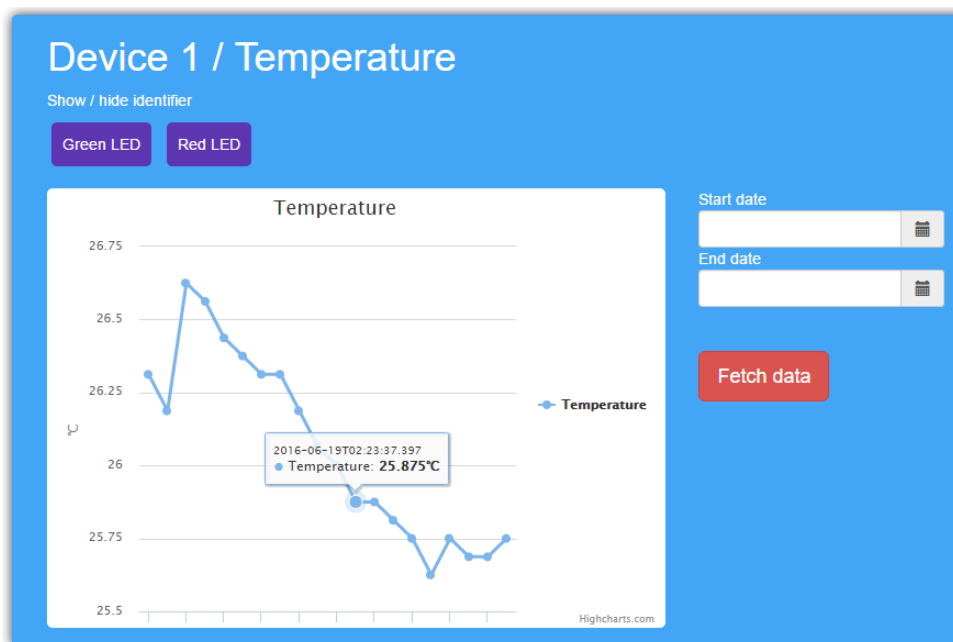 Device 1 / Temperature
Show / hide identifier
Green LED
Red LED
Temperature
26.75
26.5
26.25
26
25.75
25.5
°C
2016-06-19T02:23:37.397
Temperature: 25.875°C
Temperature
Highcharts.com
Start date
End date
Fetch data